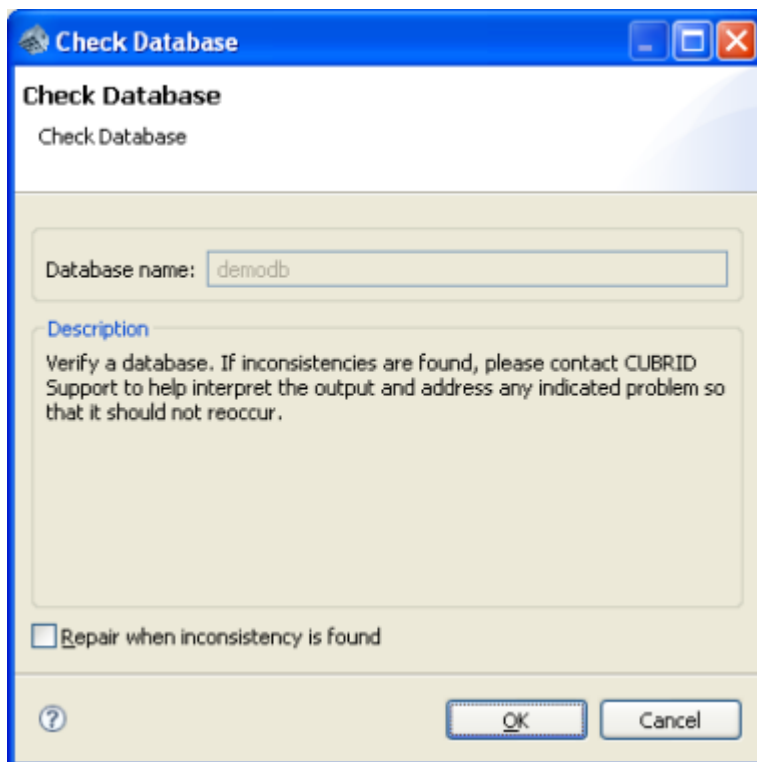 Check Database
Check Database
Check Database
Database name: demodb
Description
Verify a database. If inconsistencies are found, please contact CUBRID
Support to help interpret the output and address any indicated problem so
that it should not reoccur.
Repair when inconsistency is found
?
OK
Cancel